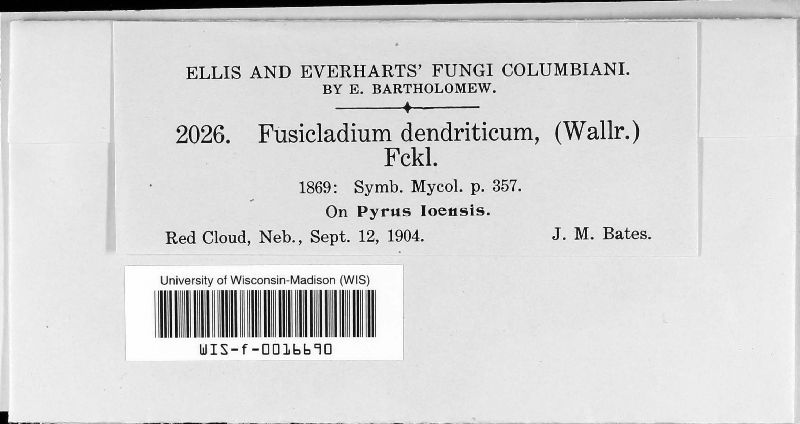 ELLIS AND EVERHARTS' FUNGI COLUMBIANI.
BY E. BARTHOLOMEW.
2026. Fusicladium dendriticum, (Wallr.)
Fckl.
1869: Symb. Mycol. p. 357.
On Pyrus Ioensis.
Red Cloud, Neb., Sept. 12, 1904. J. M. Bates.
University of Wisconsin-Madison (WIS)
WIS-f-0016690